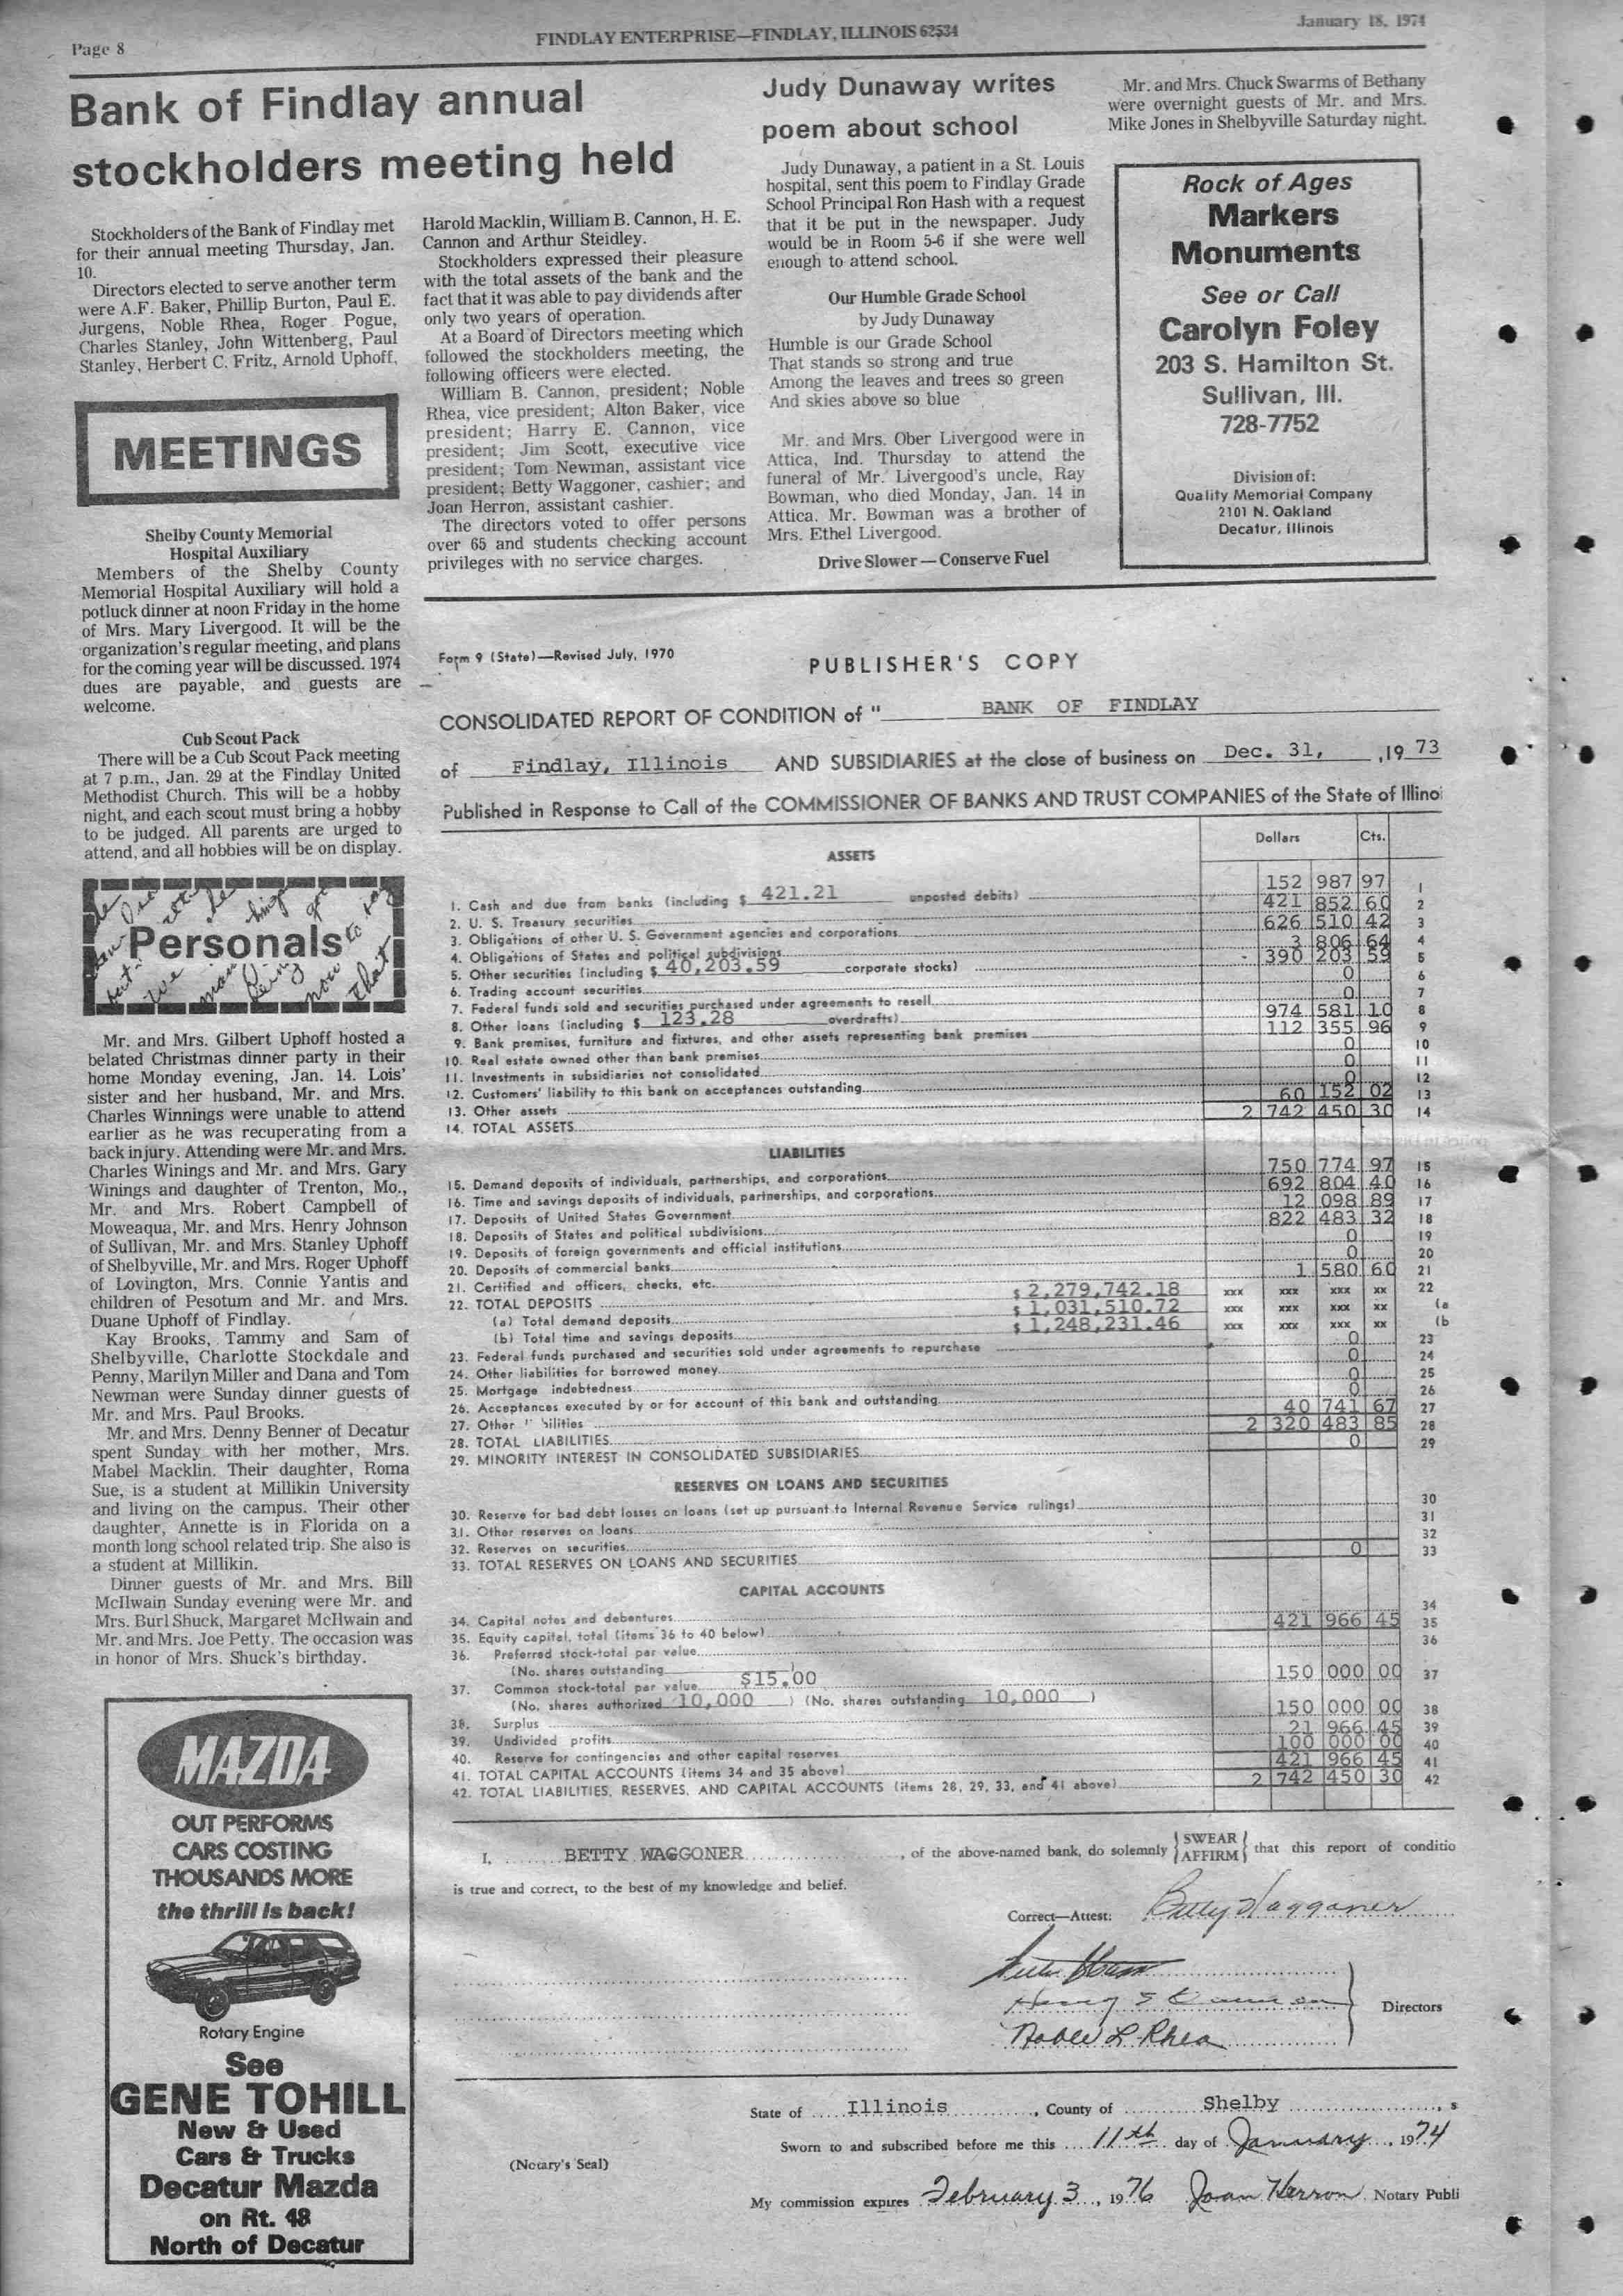 Page 8
FINDLAY ENTERPRISE—FINDLAY, ILLINOIS 62534
January 18, 1974
Bank of Findlay annual
stockholders meeting held
Stockholders of the Bank of Findlay met
for their annual meeting Thursday, Jan.
10.
Directors elected to serve another term
were A.F. Baker, Phillip Burton, Paul E.
Jurgens, Noble Rhea, Roger Pogue,
Charles Stanley, John Wittenberg, Paul
Stanley, Herbert C. Fritz, Arnold Uphoff,
Harold Macklin, William B. Cannon, H. E.
Cannon and Arthur Steidley.
Stockholders expressed their pleasure
with the total assets of the bank and the
fact that it was able to pay dividends after
only two years of operation.
At a Board of Directors meeting which
followed the stockholders meeting, the
following officers were elected.
William B. Cannon, president; Noble
Rhea, vice president; Alton Baker, vice
president; Harry E. Cannon, vice
president; Jim Scott, executive vice
president; Tom Newman, assistant vice
president; Betty Waggoner, cashier; and
Joan Herron, assistant cashier.
The directors voted to offer persons
over 65 and students checking account
privileges with no service charges.
Judy Dunaway writes
poem about school
Judy Dunaway, a patient in a St. Louis
hospital, sent this poem to Findlay Grade
School Principal Ron Hash with a request
that it be put in the newspaper. Judy
would be in Room 5-6 if she were well
enough to attend school.
Our Humble Grade School
by Judy Dunaway
Humble is our Grade School
That stands so strong and true
Among the leaves and trees so green
And skies above so blue
Mr. and Mrs. Ober Livergood were in
Attica, Ind. Thursday to attend the
funeral of Mr. Livergood's uncle, Ray
Bowman, who died Monday, Jan. 14 in
Attica. Mr. Bowman was a brother of
Mrs. Ethel Livergood.
Drive Slower—Conserve Fuel
Mr. and Mrs. Chuck Swarms of Bethany
were overnight guests of Mr. and Mrs.
Mike Jones in Shelbyville Saturday night.
Rock of Ages
Markers
Monuments
See or Call
Carolyn Foley
203 S. Hamilton St.
Sullivan, Ill.
728-7752
Division of:
Quality Memorial Company
2101 N. Oakland
Decatur, Illinois
MEETINGS
Shelby County Memorial
Hospital Auxiliary
Members of the Shelby County
Memorial Hospital Auxiliary will hold a
potluck dinner at noon Friday in the home
of Mrs. Mary Livergood. It will be the
organization's regular meeting, and plans
for the coming year will be discussed. 1974
dues are payable, and guests are
welcome.
Cub Scout Pack
There will be a Cub Scout Pack meeting
at 7 p.m., Jan. 29 at the Findlay United
Methodist Church. This will be a hobby
night, and each scout must bring a hobby
to be judged. All parents are urged to
attend, and all hobbies will be on display.
Personals
Mr. and Mrs. Gilbert Uphoff hosted a
belated Christmas dinner party in their
home Monday evening, Jan. 14. Lois'
sister and her husband, Mr. and Mrs.
Charles Winnings were unable to attend
earlier as he was recuperating from a
back injury. Attending were Mr. and Mrs.
Charles Winings and Mr. and Mrs. Gary
Winings and daughter of Trenton, Mo.,
Mr. and Mrs. Robert Campbell of
Moweaqua, Mr. and Mrs. Henry Johnson
of Sullivan, Mr. and Mrs. Stanley Uphoff
of Shelbyville, Mr. and Mrs. Roger Uphoff
of Lovington, Mrs. Connie Yantis and
children of Pesotum and Mr. and Mrs.
Duane Uphoff of Findlay.
Kay Brooks, Tammy and Sam of
Shelbyville, Charlotte Stockdale and
Penny, Marilyn Miller and Dana and Tom
Newman were Sunday dinner guests of
Mr. and Mrs. Paul Brooks.
Mr. and Mrs. Denny Benner of Decatur
spent Sunday with her mother, Mrs.
Mabel Macklin. Their daughter, Roma
Sue, is a student at Millikin University
and living on the campus. Their other
daughter, Annette is in Florida on a
month long school related trip. She also is
a student at Millikin.
Dinner guests of Mr. and Mrs. Bill
McIlwain Sunday evening were Mr. and
Mrs. Burl Shuck, Margaret McIlwain and
Mr. and Mrs. Joe Petty. The occasion was
in honor of Mrs. Shuck's birthday.
MAZDA
OUT PERFORMS
CARS COSTING
THOUSANDS MORE
the thrill is back!
Rotary Engine
See
GENE TOHILL
New & Used
Cars & Trucks
Decatur Mazda
on Rt. 48
North of Decatur
Form 9 (State)—Revised July, 1970
PUBLISHER'S COPY
CONSOLIDATED REPORT OF CONDITION of " BANK OF FINDLAY
of Findlay, Illinois AND SUBSIDIARIES at the close of business on Dec. 31, , 19 73
Published in Response to Call of the COMMISSIONER OF BANKS AND TRUST COMPANIES of the State of Illinoi
Dollars Cts.
ASSETS
1. Cash and due from banks (including $ 421.21 unposted debits) 152 987 97 1
2. U. S. Treasury securities 421 852 60 2
3. Obligations of other U. S. Government agencies and corporations 626 510 42 3
4. Obligations of States and political subdivisions 3 806 64 4
5. Other securities (including $ 40,203.59 corporate stocks) 390 203 59 5
6. Trading account securities 0 6
7. Federal funds sold and securities purchased under agreements to resell 0 7
8. Other loans (including $ 123.28 overdrafts) 974 581 10 8
9. Bank premises, furniture and fixtures, and other assets representing bank premises 112 355 96 9
10. Real estate owned other than bank premises 0 10
11. Investments in subsidiaries not consolidated 0 11
12. Customers' liability to this bank on acceptances outstanding 0 12
13. Other assets 60 152 02 13
14. TOTAL ASSETS 2 742 450 30 14
LIABILITIES
15. Demand deposits of individuals, partnerships, and corporations 750 774 97 15
16. Time and savings deposits of individuals, partnerships, and corporations 692 804 40 16
17. Deposits of United States Government 12 098 89 17
18. Deposits of States and political subdivisions 822 483 32 18
19. Deposits of foreign governments and official institutions 0 19
20. Deposits of commercial banks 0 20
21. Certified and officers, checks, etc. 1 580 60 21
22. TOTAL DEPOSITS $ 2,279,742.18 xxx xxx xxx xx 22
(a) Total demand deposits $ 1,031,510.72 xxx xxx xxx xx (a
(b) Total time and savings deposits $ 1,248,231.46 xxx xxx xxx xx (b
23. Federal funds purchased and securities sold under agreements to repurchase 0 23
24. Other liabilities for borrowed money 0 24
25. Mortgage indebtedness 0 25
26. Acceptances executed by or for account of this bank and outstanding 0 26
27. Other bilities 40 741 67 27
28. TOTAL LIABILITIES 2 320 483 85 28
29. MINORITY INTEREST IN CONSOLIDATED SUBSIDIARIES 0 29
RESERVES ON LOANS AND SECURITIES
30. Reserve for bad debt losses on loans (set up pursuant to Internal Revenue Service rulings) 30
31. Other reserves on loans 31
32. Reserves on securities 32
33. TOTAL RESERVES ON LOANS AND SECURITIES 0 33
CAPITAL ACCOUNTS
34. Capital notes and debentures 34
35. Equity capital, total (items 36 to 40 below) 421 966 45 35
36. Preferred stock-total par value 36
(No. shares outstanding )
37. Common stock-total par value $15.00 150 000 00 37
(No. shares authorized 10,000 ) (No. shares outstanding 10,000 )
38. Surplus 150 000 00 38
39. Undivided profits 21 966 45 39
40. Reserve for contingencies and other capital reserves 100 000 00 40
41. TOTAL CAPITAL ACCOUNTS (items 34 and 35 above) 421 966 45 41
42. TOTAL LIABILITIES, RESERVES, AND CAPITAL ACCOUNTS (items 28, 29, 33, and 41 above) 2 742 450 30 42
I, BETTY WAGGONER , of the above-named bank, do solemnly {SWEAR AFFIRM} that this report of conditio
is true and correct, to the best of my knowledge and belief.
Correct—Attest: Betty Waggoner
Harry E Cannon
Directors
Noble L. Rhea
State of Illinois , County of Shelby , s
Sworn to and subscribed before me this 11th day of January , 1974
(Notary's Seal)
My commission expires February 3 , 1976 Joan Herron Notary Publi